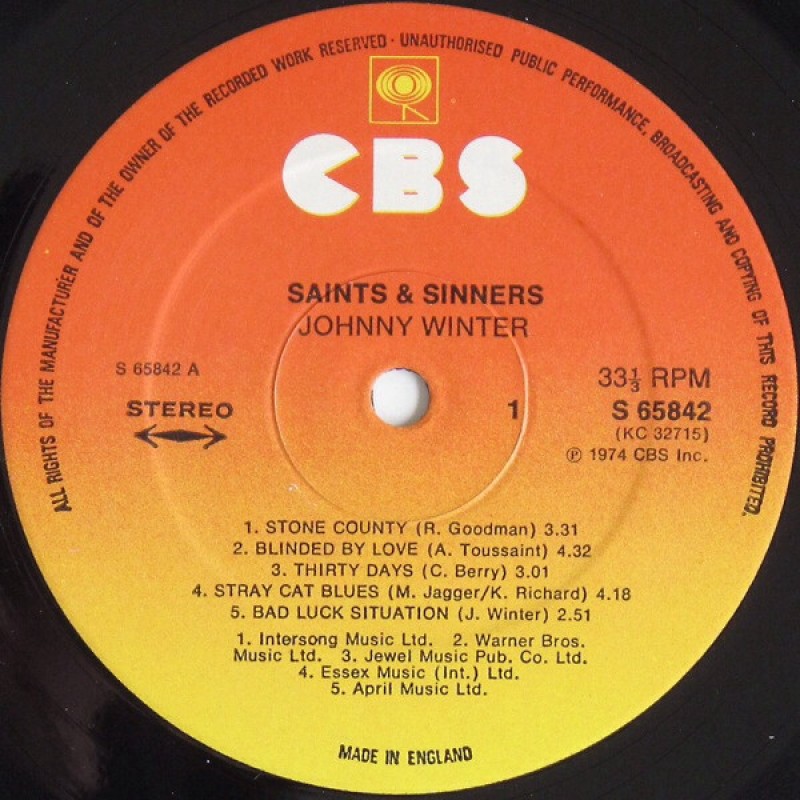 ALL RIGHTS OF THE MANUFACTURER AND OF THE OWNER OF THE RECORDED WORK RESERVED · UNAUTHORISED PUBLIC PERFORMANCE, BROADCASTING AND COPYING OF THIS RECORD PROHIBITED.
CBS
SAINTS & SINNERS
JOHNNY WINTER
S 65842 A
STEREO
1
33⅓ RPM
S 65842
(KC 32715)
℗ 1974 CBS Inc.
1. STONE COUNTY (R. Goodman) 3.31
2. BLINDED BY LOVE (A. Toussaint) 4.32
3. THIRTY DAYS (C. Berry) 3.01
4. STRAY CAT BLUES (M. Jagger/K. Richard) 4.18
5. BAD LUCK SITUATION (J. Winter) 2.51
1. Intersong Music Ltd. 2. Warner Bros.
Music Ltd. 3. Jewel Music Pub. Co. Ltd.
4. Essex Music (Int.) Ltd.
5. April Music Ltd.
MADE IN ENGLAND